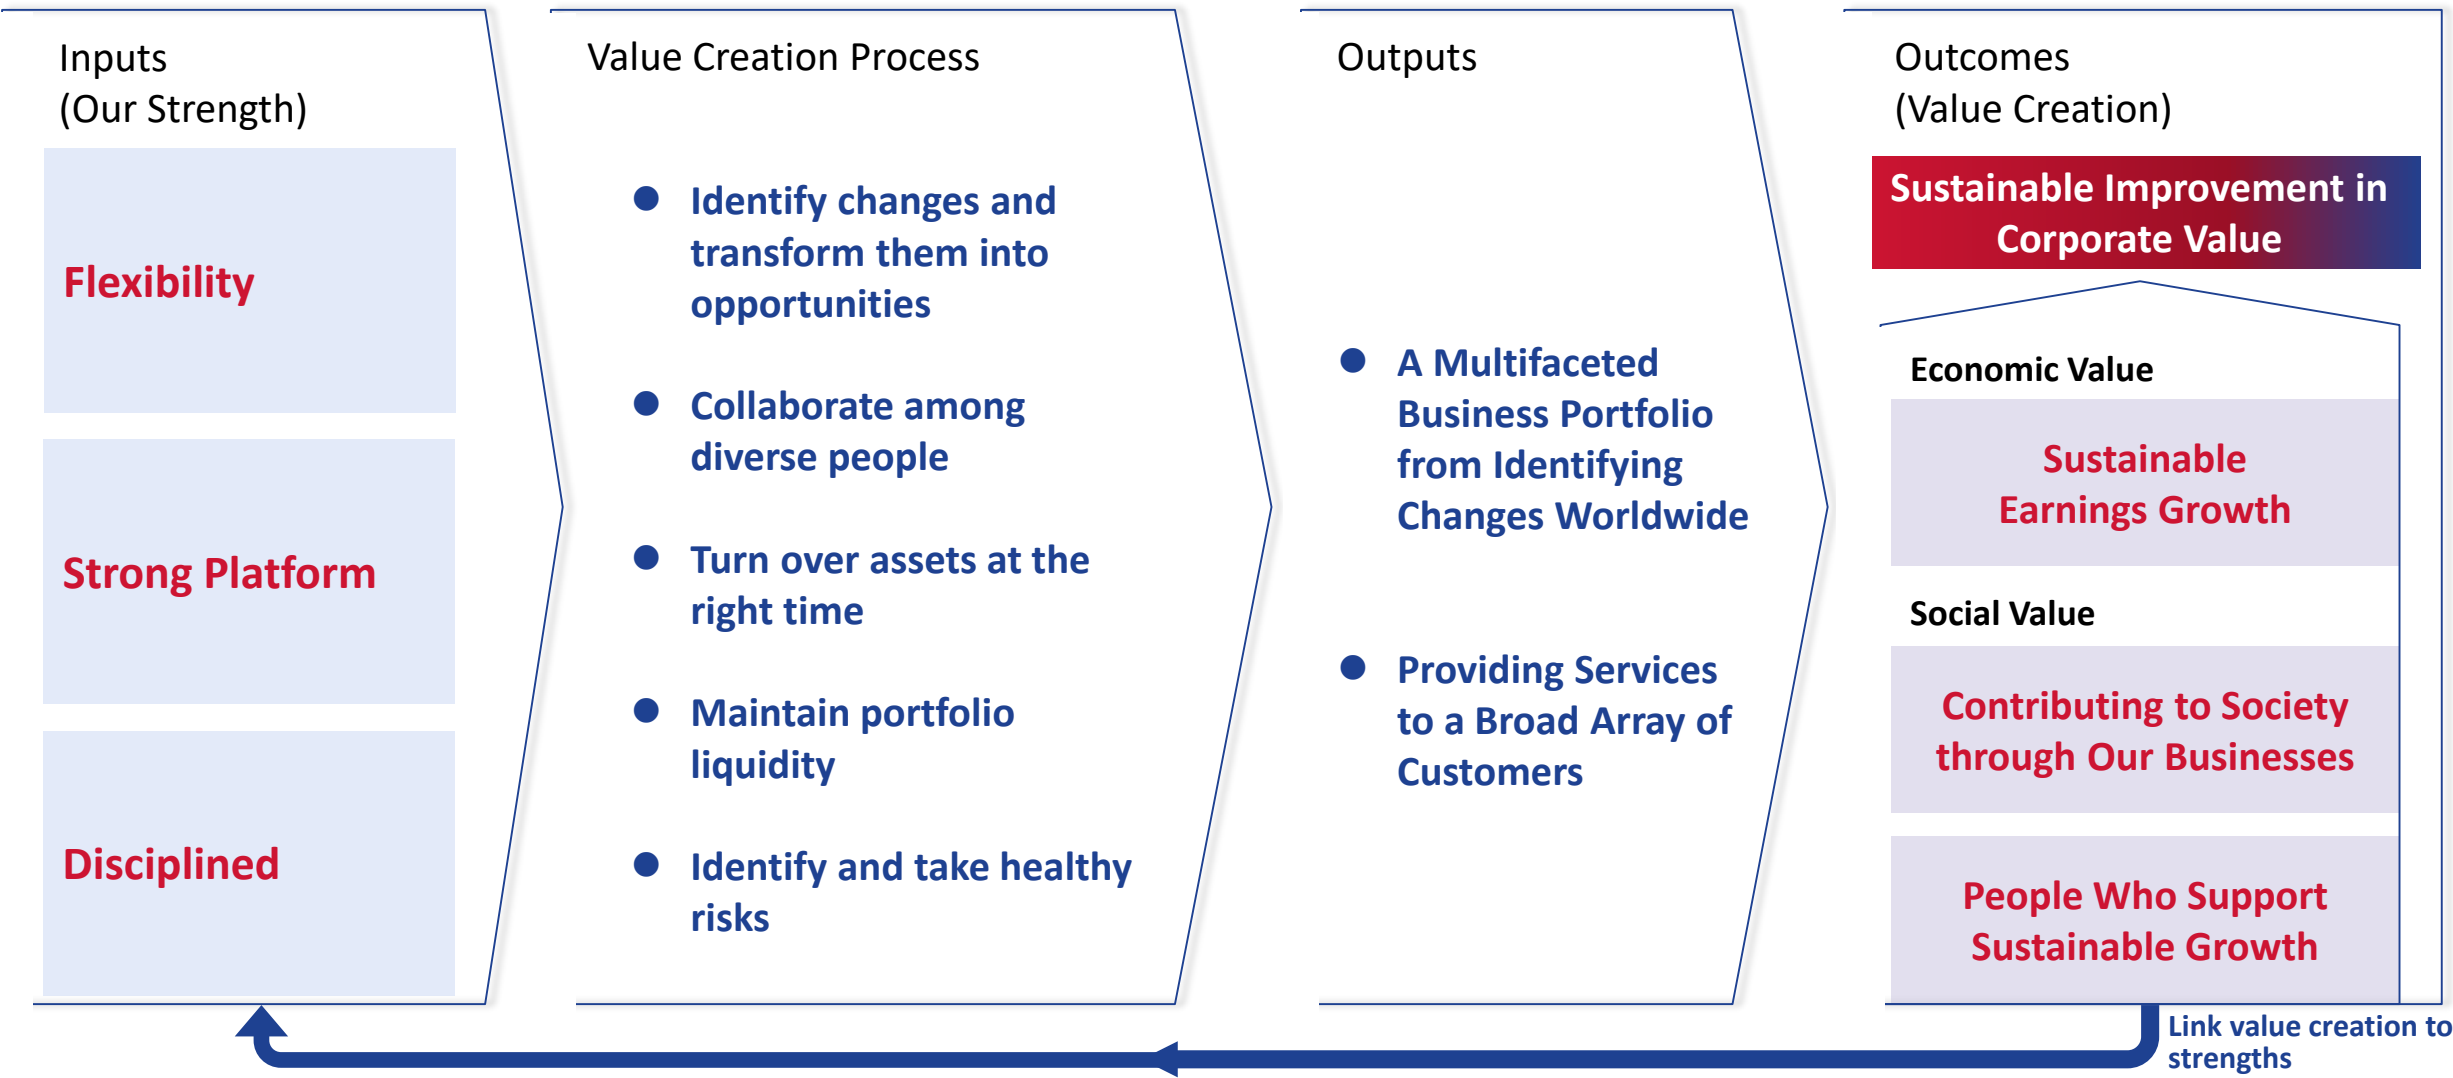 Inputs
(Our Strength)
Flexibility
Strong Platform
Disciplined
Value Creation Process
● Identify changes and
transform them into
opportunities
● Collaborate among
diverse people
● Turn over assets at the
right time
● Maintain portfolio
liquidity
● Identify and take healthy
risks
Outputs
● A Multifaceted
Business Portfolio
from Identifying
Changes Worldwide
● Providing Services
to a Broad Array of
Customers
Outcomes
(Value Creation)
Sustainable Improvement in
Corporate Value
Economic Value
Sustainable
Earnings Growth
Social Value
Contributing to Society
through Our Businesses
People Who Support
Sustainable Growth
Link value creation to
strengths